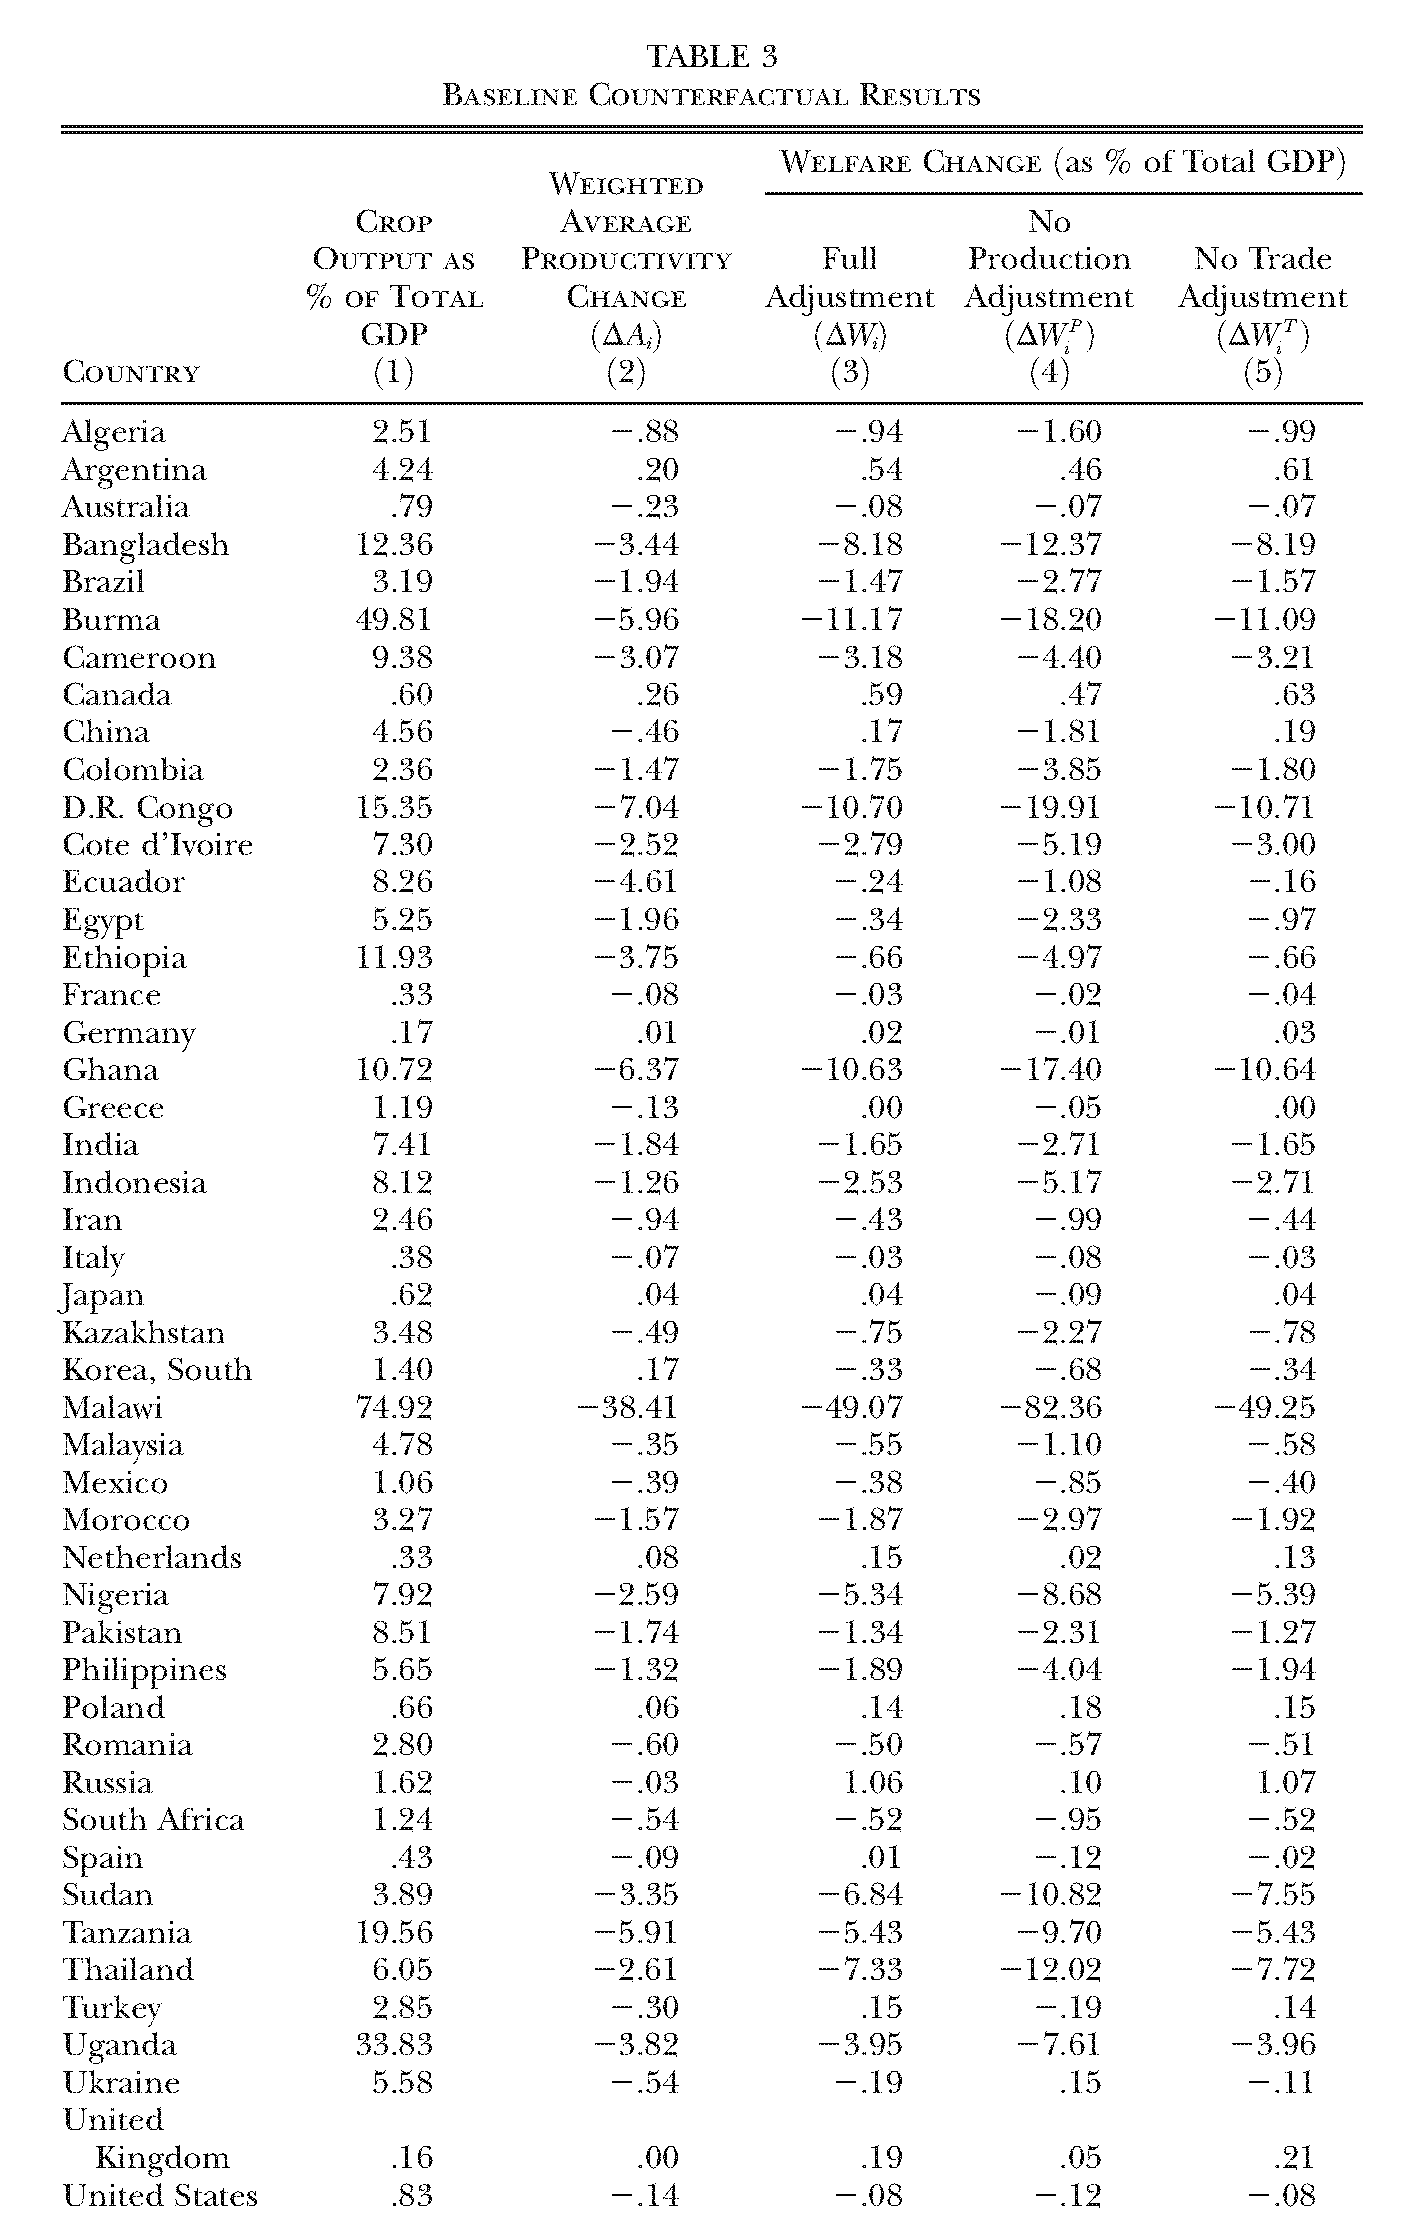 TABLE 3
Baseline Counterfactual Results
Welfare Change (as % of Total GDP)
Weighted
Crop Average No
Output as Productivity Full Production No Trade
% of Total Change Adjustment Adjustment Adjustment
GDP (ΔA_i) (ΔW_i) (ΔW_i^P) (ΔW_i^T)
Country (1) (2) (3) (4) (5)
Algeria 2.51 −.88 −.94 −1.60 −.99
Argentina 4.24 .20 .54 .46 .61
Australia .79 −.23 −.08 −.07 −.07
Bangladesh 12.36 −3.44 −8.18 −12.37 −8.19
Brazil 3.19 −1.94 −1.47 −2.77 −1.57
Burma 49.81 −5.96 −11.17 −18.20 −11.09
Cameroon 9.38 −3.07 −3.18 −4.40 −3.21
Canada .60 .26 .59 .47 .63
China 4.56 −.46 .17 −1.81 .19
Colombia 2.36 −1.47 −1.75 −3.85 −1.80
D.R. Congo 15.35 −7.04 −10.70 −19.91 −10.71
Cote d'Ivoire 7.30 −2.52 −2.79 −5.19 −3.00
Ecuador 8.26 −4.61 −.24 −1.08 −.16
Egypt 5.25 −1.96 −.34 −2.33 −.97
Ethiopia 11.93 −3.75 −.66 −4.97 −.66
France .33 −.08 −.03 −.02 −.04
Germany .17 .01 .02 −.01 .03
Ghana 10.72 −6.37 −10.63 −17.40 −10.64
Greece 1.19 −.13 .00 −.05 .00
India 7.41 −1.84 −1.65 −2.71 −1.65
Indonesia 8.12 −1.26 −2.53 −5.17 −2.71
Iran 2.46 −.94 −.43 −.99 −.44
Italy .38 −.07 −.03 −.08 −.03
Japan .62 .04 .04 −.09 .04
Kazakhstan 3.48 −.49 −.75 −2.27 −.78
Korea, South 1.40 .17 −.33 −.68 −.34
Malawi 74.92 −38.41 −49.07 −82.36 −49.25
Malaysia 4.78 −.35 −.55 −1.10 −.58
Mexico 1.06 −.39 −.38 −.85 −.40
Morocco 3.27 −1.57 −1.87 −2.97 −1.92
Netherlands .33 .08 .15 .02 .13
Nigeria 7.92 −2.59 −5.34 −8.68 −5.39
Pakistan 8.51 −1.74 −1.34 −2.31 −1.27
Philippines 5.65 −1.32 −1.89 −4.04 −1.94
Poland .66 .06 .14 .18 .15
Romania 2.80 −.60 −.50 −.57 −.51
Russia 1.62 −.03 1.06 .10 1.07
South Africa 1.24 −.54 −.52 −.95 −.52
Spain .43 −.09 .01 −.12 −.02
Sudan 3.89 −3.35 −6.84 −10.82 −7.55
Tanzania 19.56 −5.91 −5.43 −9.70 −5.43
Thailand 6.05 −2.61 −7.33 −12.02 −7.72
Turkey 2.85 −.30 .15 −.19 .14
Uganda 33.83 −3.82 −3.95 −7.61 −3.96
Ukraine 5.58 −.54 −.19 .15 −.11
United
Kingdom .16 .00 .19 .05 .21
United States .83 −.14 −.08 −.12 −.08